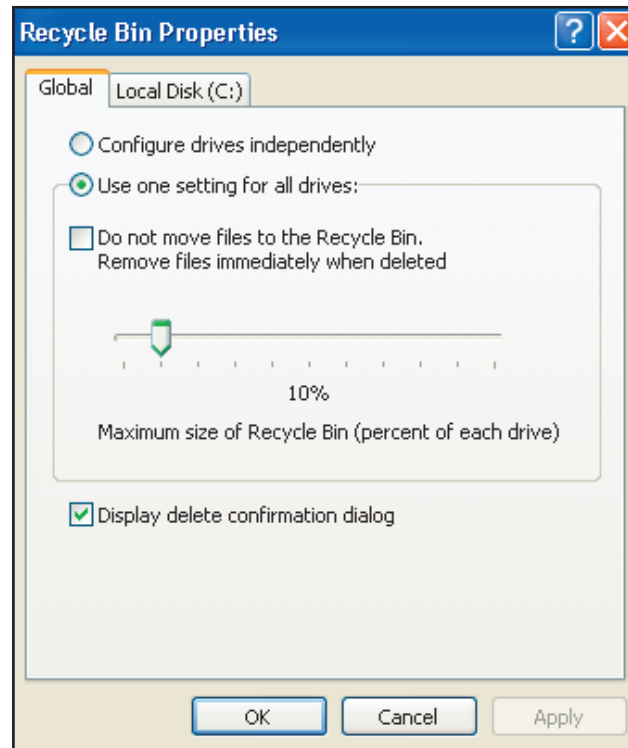 Recycle Bin Properties
?
Global
Local Disk (C:)
Configure drives independently
Use one setting for all drives:
Do not move files to the Recycle Bin.
Remove files immediately when deleted
10%
Maximum size of Recycle Bin (percent of each drive)
Display delete confirmation dialog
OK
Cancel
Apply